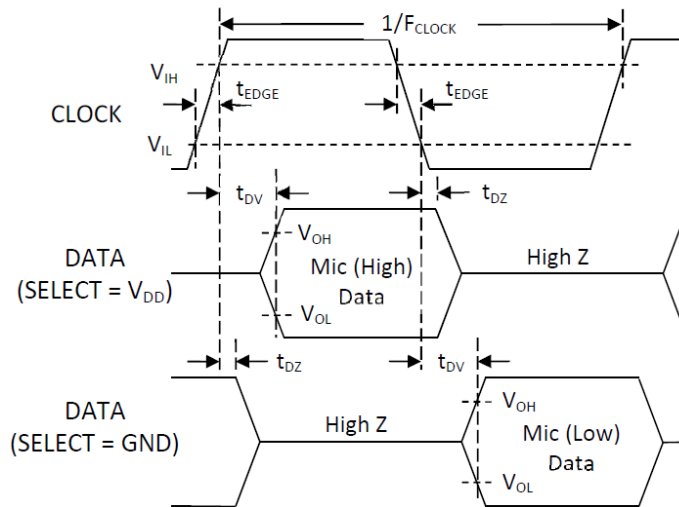 1/FCLOCK
VIH
tEDGE
tEDGE
CLOCK
VIL
tDV
tDZ
VOH
DATA
(SELECT = VDD)
Mic (High)
Data
High Z
VOL
tDZ
tDV
DATA
(SELECT = GND)
High Z
VOH
Mic (Low)
Data
VOL